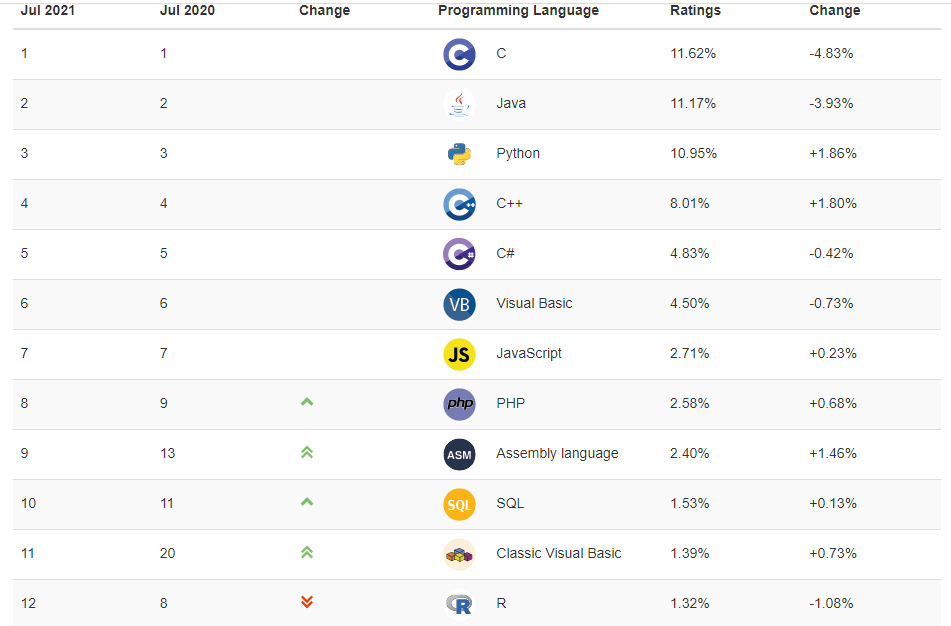 Jul 2021 Jul 2020 Change Programming Language Ratings Change
1 1 C C 11.62% -4.83%
2 2 Java 11.17% -3.93%
3 3 Python 10.95% +1.86%
4 4 C++ C++ 8.01% +1.80%
5 5 C# C# 4.83% -0.42%
6 6 VB Visual Basic 4.50% -0.73%
7 7 JS JavaScript 2.71% +0.23%
8 9 php PHP 2.58% +0.68%
9 13 ASM Assembly language 2.40% +1.46%
10 11 SQL SQL 1.53% +0.13%
11 20 Classic Visual Basic 1.39% +0.73%
12 8 R R 1.32% -1.08%